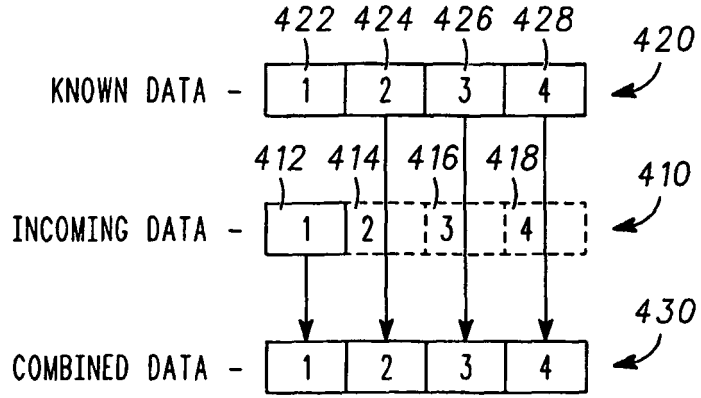 422 424 426 428
420
KNOWN DATA - 1 2 3 4
412 414 416 418
410
INCOMING DATA - 1 2 3 4
430
COMBINED DATA - 1 2 3 4